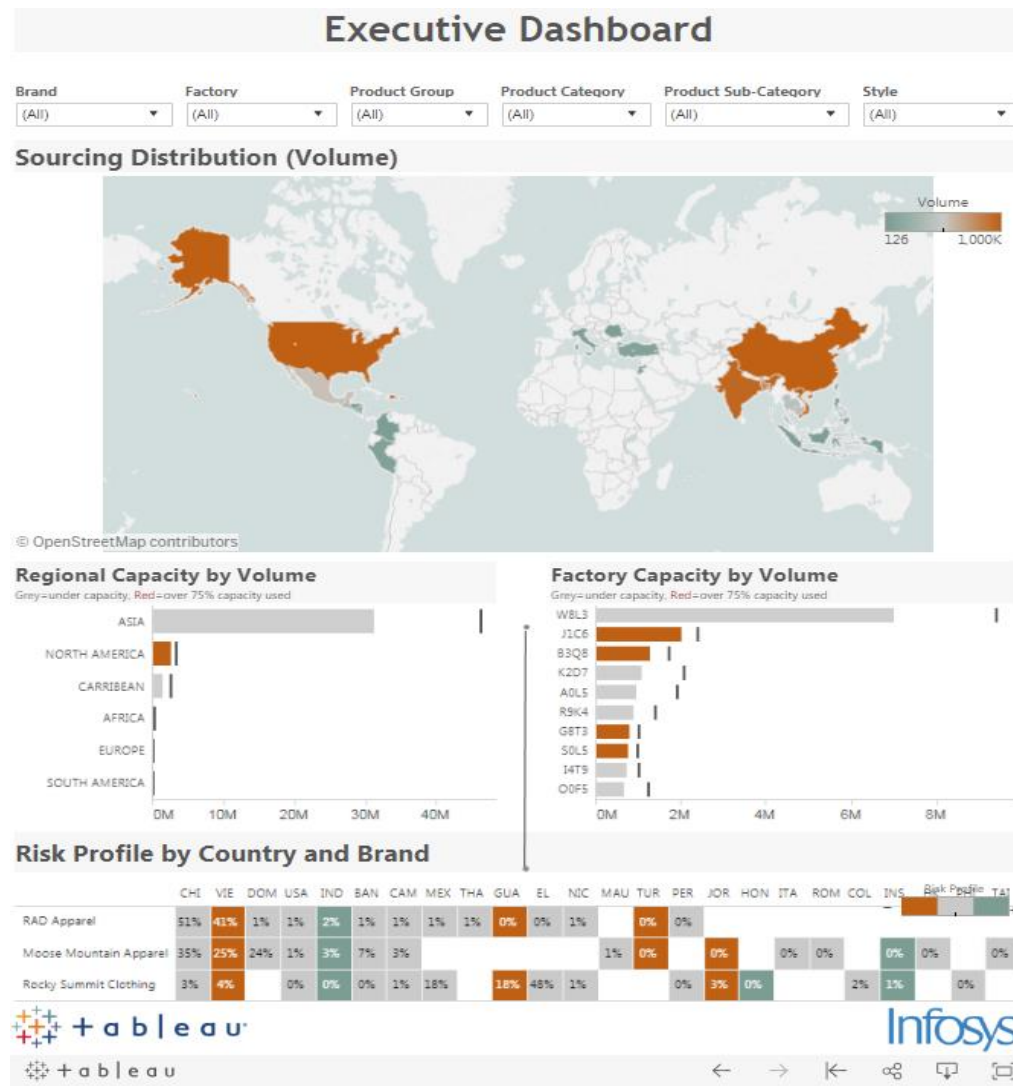 Executive Dashboard
Brand Factory Product Group Product Category Product Sub-Category Style
(All) (All) (All) (All) (All) (All)
Sourcing Distribution (Volume)
Volume
126 1,000K
© OpenStreetMap contributors
Regional Capacity by Volume
Grey=under capacity, Red=over 75% capacity used
ASIA
NORTH AMERICA
CARRIBEAN
AFRICA
EUROPE
SOUTH AMERICA
0M 10M 20M 30M 40M
Factory Capacity by Volume
Grey=under capacity, Red=over 75% capacity used
W8L3
J1C6
B3Q8
K2D7
A0L5
R9K4
G8T3
S0L5
I4T9
O0F5
0M 2M 4M 6M 8M
Risk Profile by Country and Brand
CHI VIE DOM USA IND BAN CAM MEX THA GUA EL NIC MAU TUR PER JOR HON ITA ROM COL INS PHI TAI
Risk Profile
RAD Apparel 51% 41% 1% 1% 2% 1% 1% 1% 1% 0% 0% 1% 0% 0%
Moose Mountain Apparel 35% 25% 24% 1% 3% 7% 3% 1% 0% 0% 0% 0% 0% 0% 0%
Rocky Summit Clothing 3% 4% 0% 0% 0% 1% 18% 18% 48% 1% 0% 3% 0% 2% 1% 0%
+ a b | e a u
Infosys
+ a b | e a u